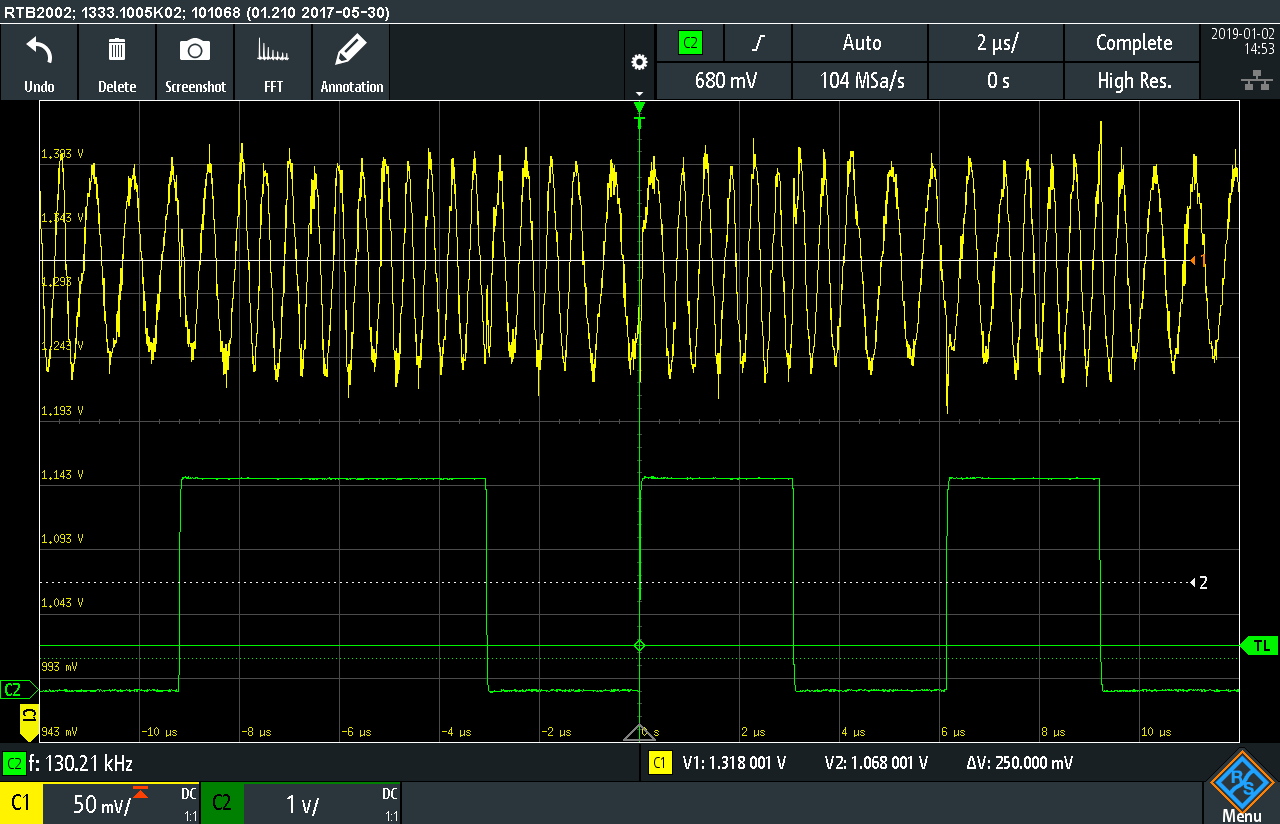 RTB2002; 1333.1005K02; 101068 (01.210 2017-05-30)
Undo Delete Screenshot FFT Annotation
C2 Auto 2 µs/ Complete
680 mV 104 MSa/s 0 s High Res.
2019-01-02
14:53
T
1.393 V
1.343 V
1
1.293 V
1.243 V
1.193 V
1.143 V
1.093 V
2
1.043 V
TL
993 mV
C2
C1
943 mV -10 µs -8 µs -6 µs -4 µs -2 µs 0 s 2 µs 4 µs 6 µs 8 µs 10 µs
C2 f: 130.21 kHz
C1 V1: 1.318 001 V V2: 1.068 001 V ΔV: 250.000 mV
C1 50 mV/ DC 1:1
C2 1 V/ DC 1:1
R S
Menu